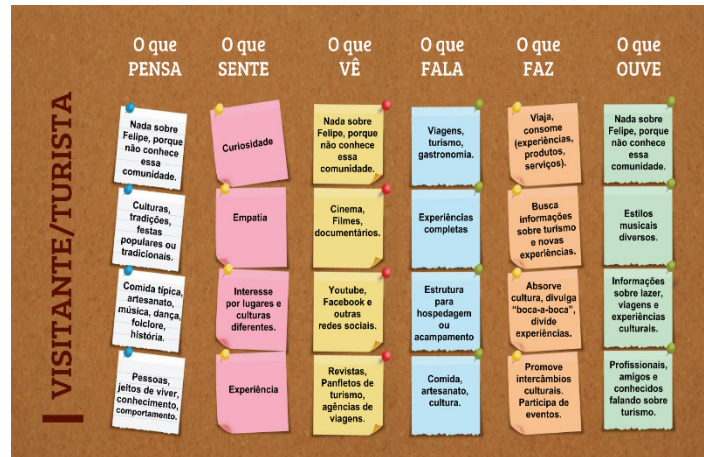 VISITANTE/TURISTA
O que
PENSA
Nada sobre
Felipe, porque
não conhece
essa
comunidade.
Culturas,
tradições,
festas
populares ou
tradicionais.
Comida típica,
artesanato,
música, dança,
folclore,
história.
Pessoas,
jeitos de viver,
conhecimento,
comportamento.
O que
SENTE
Curiosidade
Empatia
Interesse
por lugares e
culturas
diferentes.
Experiência
O que
VÊ
Nada sobre
Felipe, porque
não conhece
essa
comunidade.
Cinema,
Filmes,
documentários.
Youtube,
Facebook e
outras
redes sociais.
Revistas,
Panfletos de
turismo,
agências de
viagens.
O que
FALA
Viagens,
turismo,
gastronomia.
Experiências
completas
Estrutura
para
hospedagem
ou
acampamento
Comida,
artesanato,
cultura.
O que
FAZ
Viaja,
consome
(experiências,
produtos,
serviços).
Busca
informações
sobre turismo
e novas
experiências.
Absorve
cultura, divulga
“boca-a-boca”,
divide
experiências.
Promove
intercâmbios
culturais.
Participa de
eventos.
O que
OUVE
Nada sobre
Felipe, porque
não conhece
essa
comunidade.
Estilos
musicais
diversos.
Informações
sobre lazer,
viagens e
experiências
culturais.
Profissionais,
amigos e
conhecidos
falando sobre
turismo.